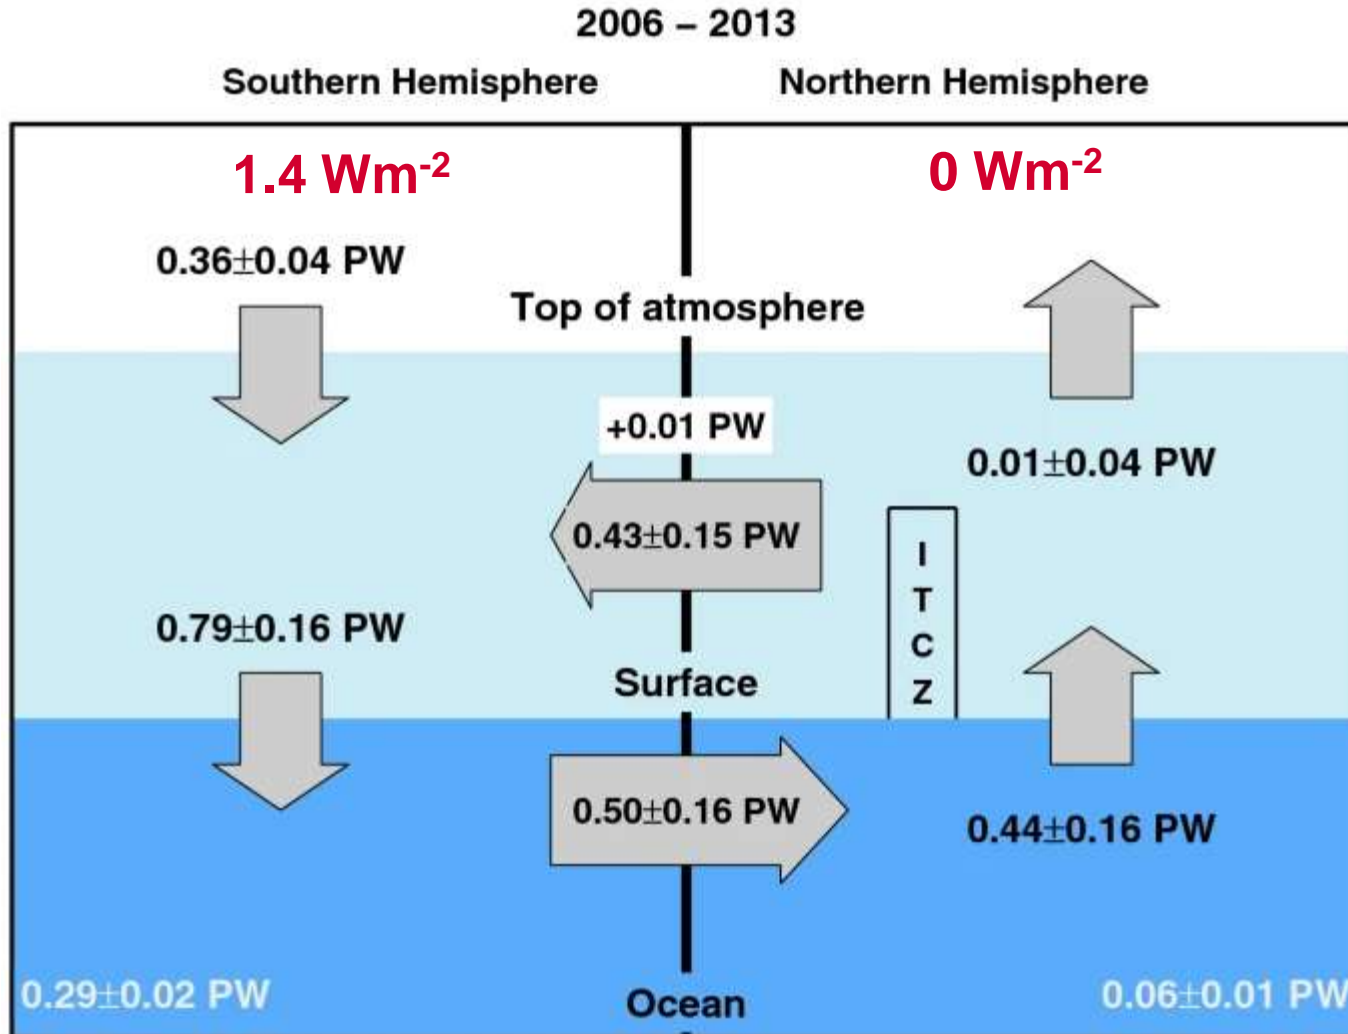 2006 – 2013
Southern Hemisphere
Northern Hemisphere
1.4 Wm-2
0 Wm-2
0.36±0.04 PW
Top of atmosphere
+0.01 PW
0.01±0.04 PW
0.43±0.15 PW
I
T
C
Z
0.79±0.16 PW
Surface
0.50±0.16 PW
0.44±0.16 PW
0.29±0.02 PW
Ocean
0.06±0.01 PW